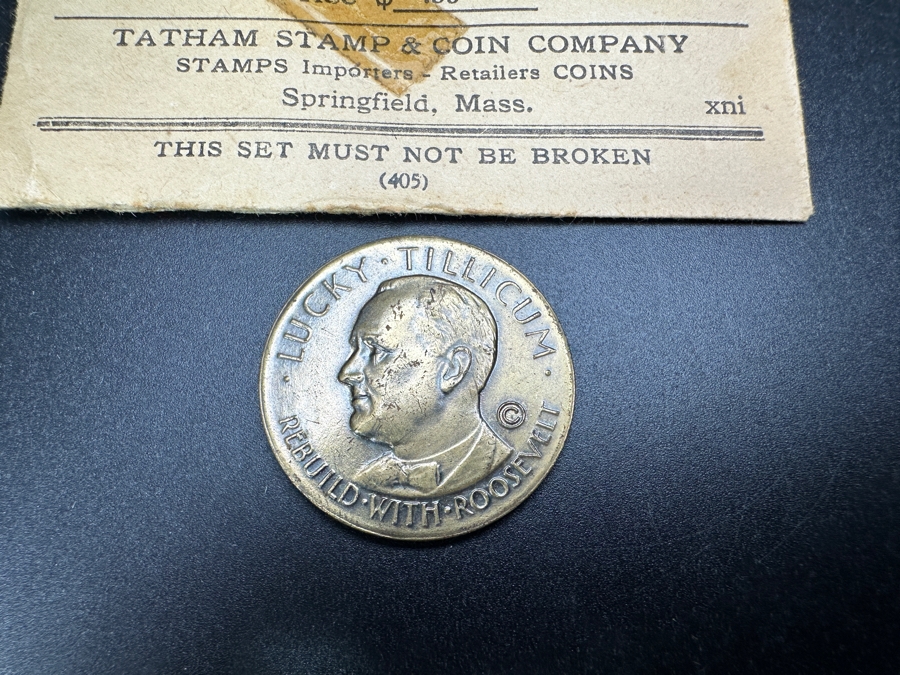 TATHAM STAMP & COIN COMPANY
STAMPS Importers - Retailers COINS
Springfield, Mass. xni
THIS SET MUST NOT BE BROKEN
(405)
LUCKY · TILLICUM
©
REBUILD · WITH · ROOSEVELT